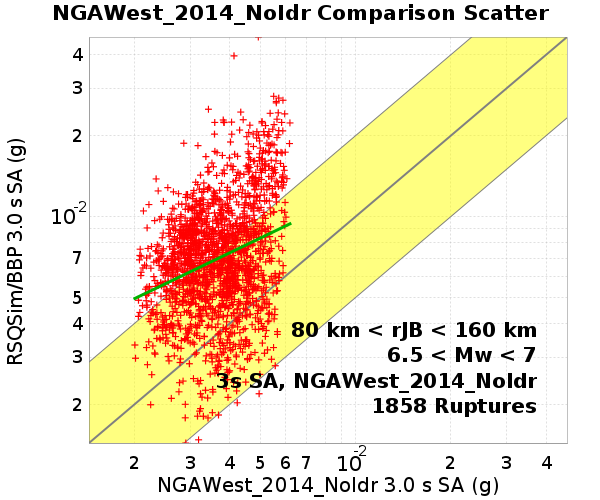 NGAWest_2014_NoIdr Comparison Scatter
4
3
2
10-2
7
5
4
3
2
RSQSim/BBP 3.0 s SA (g)
80 km < rJB < 160 km
6.5 < Mw < 7
3s SA, NGAWest_2014_NoIdr
1858 Ruptures
2 3 4 5 6 7 10-2 2 3 4
NGAWest_2014_NoIdr 3.0 s SA (g)